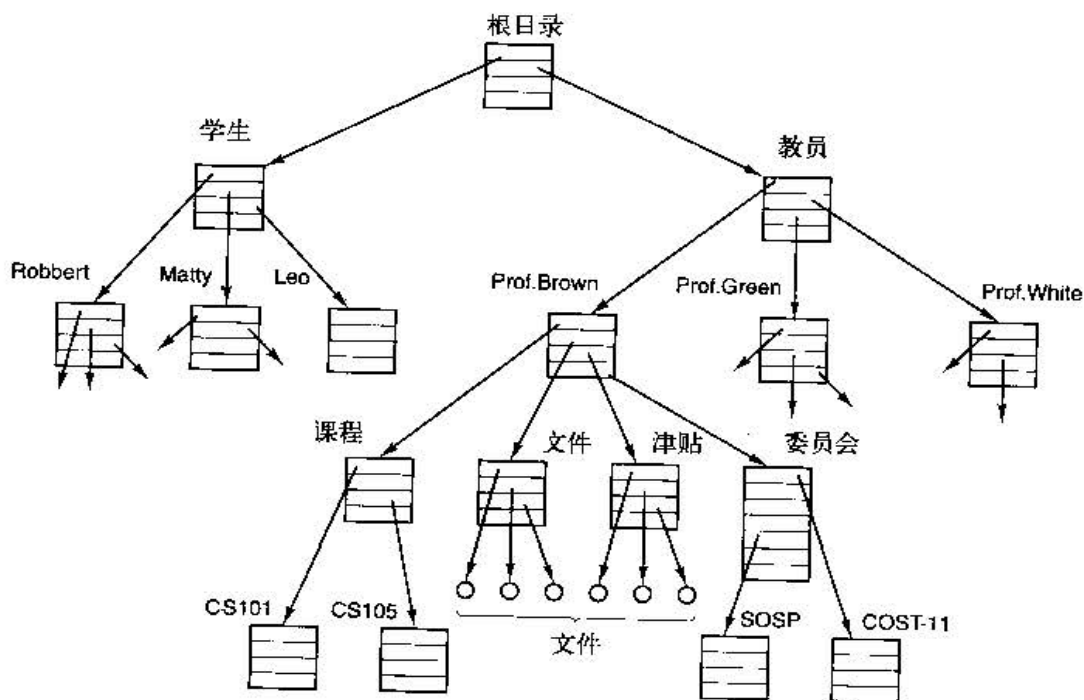 根目录
学生
教员
Robbert
Matty
Leo
Prof.Brown
Prof.Green
Prof.White
课程
文件
津贴
委员会
CS101
CS105
文件
SOSP
COST-11